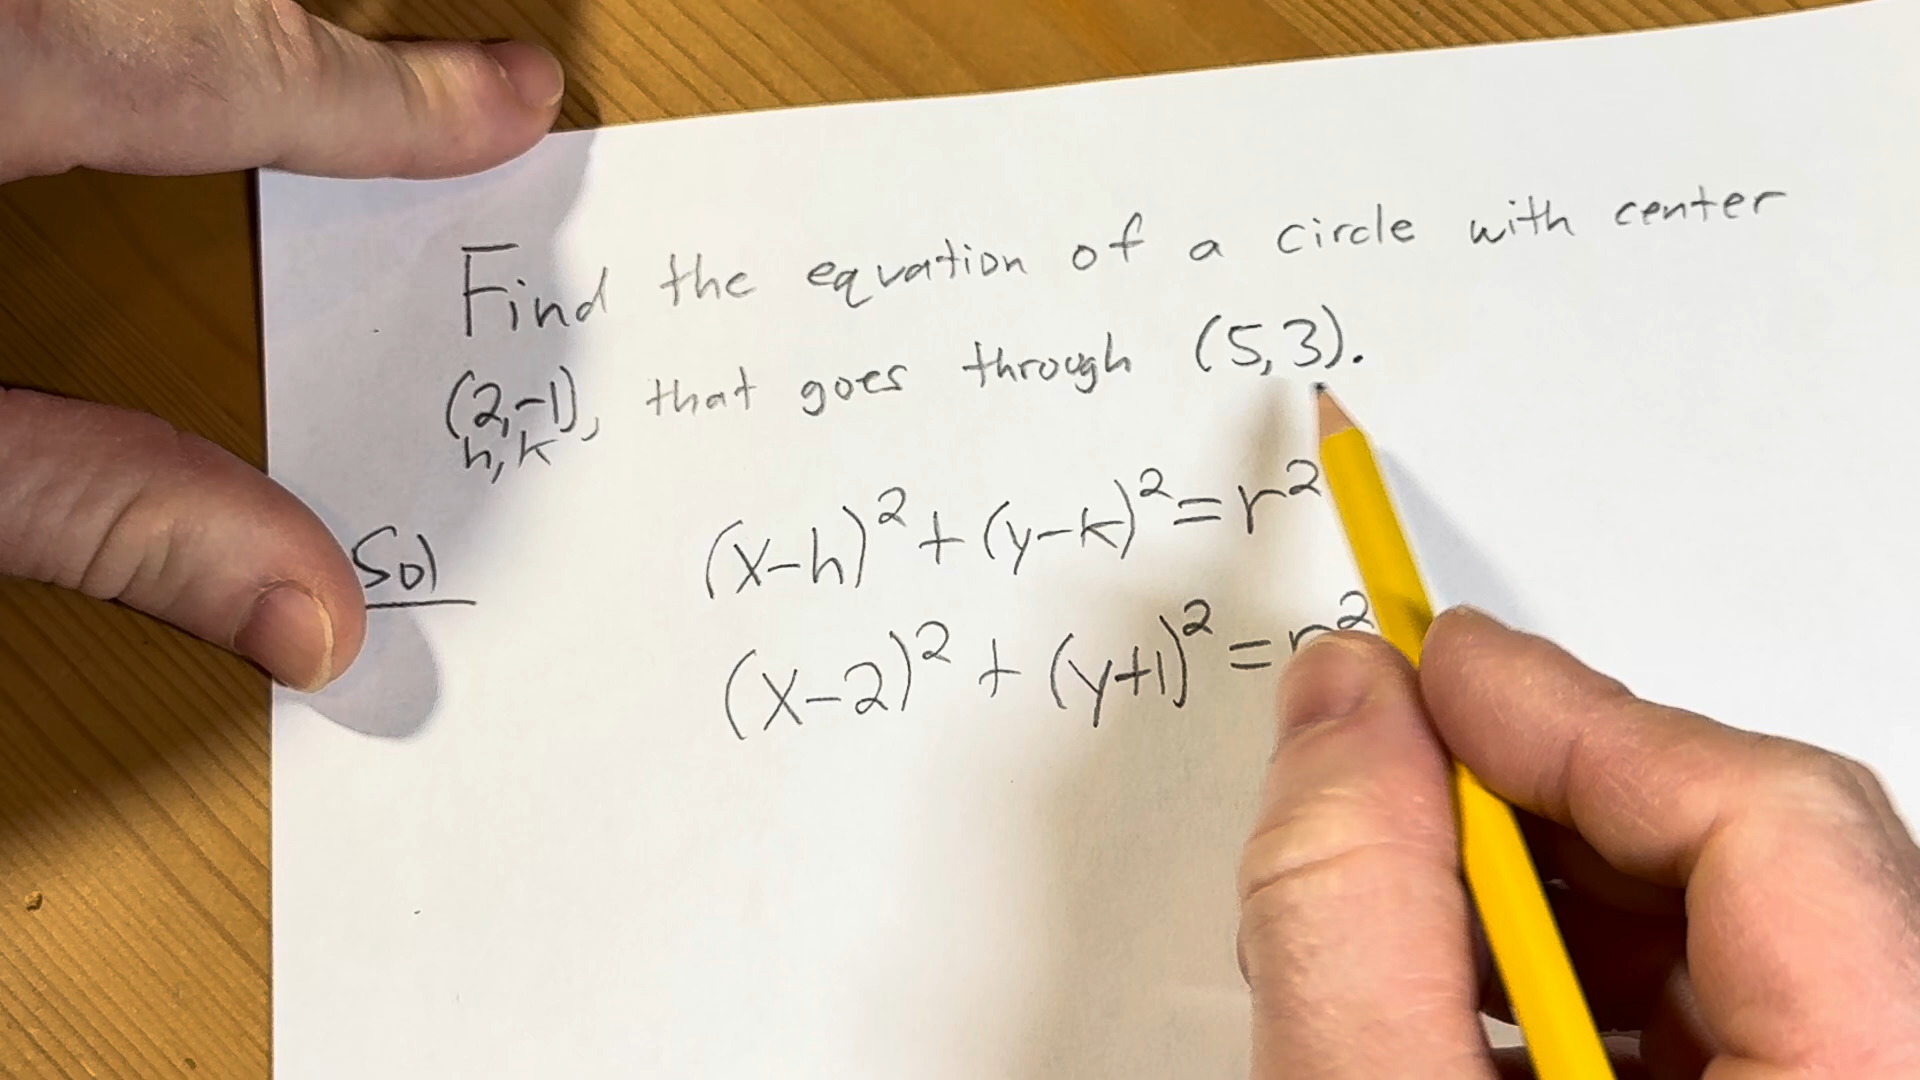 Find the equation of a circle with center
(2,-1), that goes through (5,3).
h, k
Sol
(x-h)² + (y-k)² = r²
(x-2)² + (y+1)² = r²